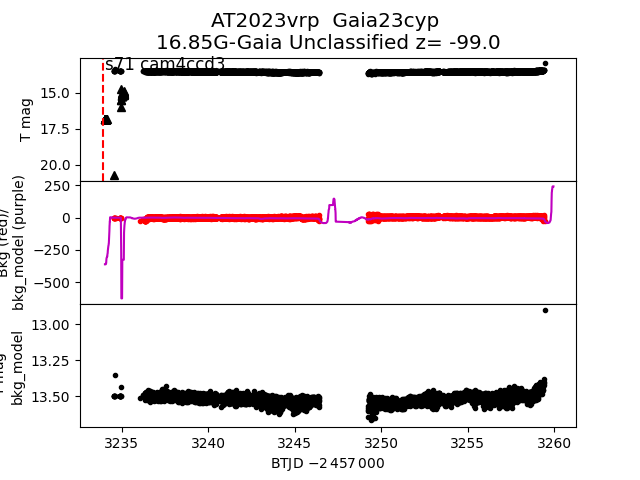 AT2023vrp Gaia23cyp
16.85G-Gaia Unclassified z= -99.0
s71 cam4ccd3
T mag
15.0
17.5
20.0
Bkg (red)/
bkg_model (purple)
250
0
−250
−500
mag
bkg_model
13.00
13.25
13.50
3235 3240 3245 3250 3255 3260
BTJD −2 457 000